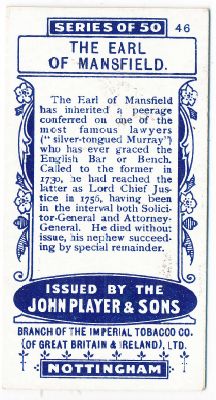 SERIES OF 50
46
THE EARL
OF MANSFIELD.
The Earl of Mansfield
has inherited a peerage
conferred on one of the
most famous lawyers
("silver-tongued Murray")
who has ever graced the
English Bar or Bench.
Called to the former in
1730, he had reached the
latter as Lord Chief Jus-
tice in 1756, having been
in the interval both Solici-
tor-General and Attorney-
General. He died without
issue, his nephew succeed-
ing by special remainder.
ISSUED BY THE
JOHN PLAYER & SONS
BRANCH OF THE IMPERIAL TOBACCO CO.
(OF GREAT BRITAIN & IRELAND), LTD.
NOTTINGHAM